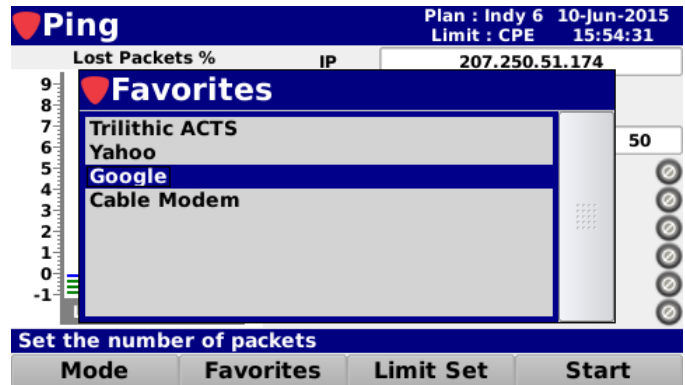 Ping
Plan : Indy 6 10-Jun-2015
Limit : CPE 15:54:31
Lost Packets %
IP
207.250.51.174
9
8
7
6
5
4
3
2
1
0
-1
50
Favorites
Trilithic ACTS
Yahoo
Google
Cable Modem
Set the number of packets
Mode Favorites Limit Set Start